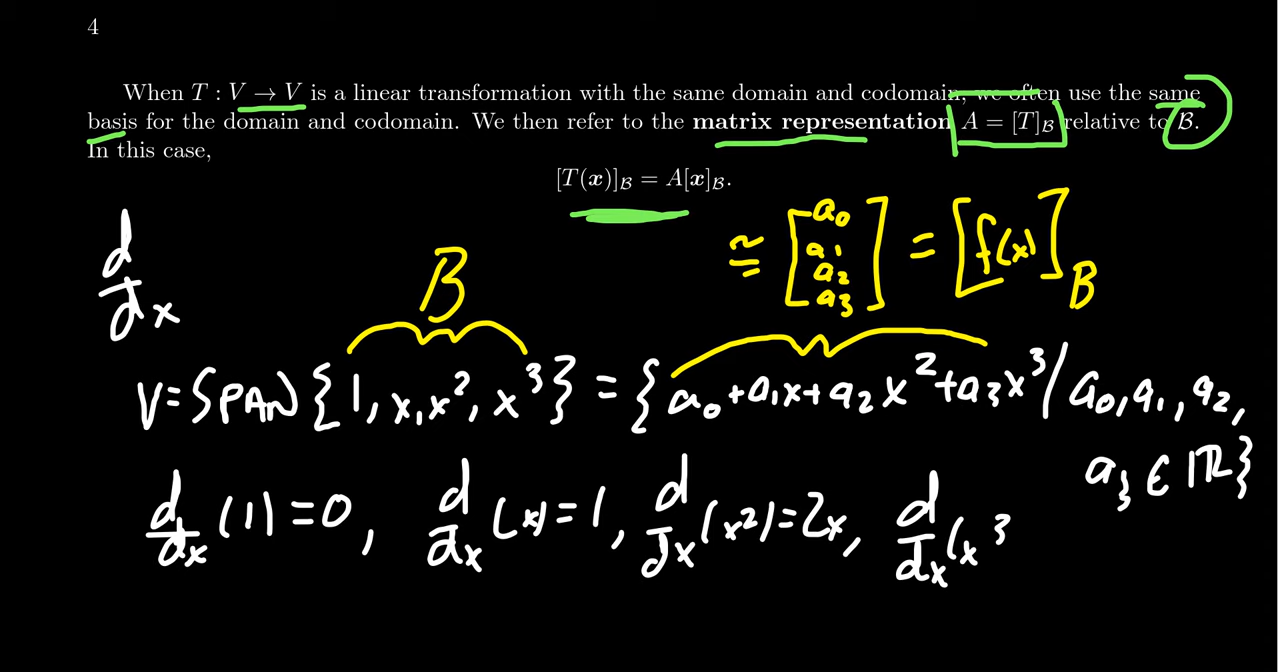 4
When T : V → V is a linear transformation with the same domain and codomain, we often use the same
basis for the domain and codomain. We then refer to the matrix representation A = [T]_B relative to B.
In this case,
[T(x)]_B = A[x]_B.
d/dx
B
≅ [a₀ a₁ a₂ a₃] = [f(x)]_B
V = SPAN {1, x, x², x³} = {a₀ + a₁x + a₂x² + a₃x³ / a₀, a₁, a₂,
a₃ ∈ ℝ}
d/dx (1) = 0, d/dx (x) = 1, d/dx (x²) = 2x, d/dx (x³